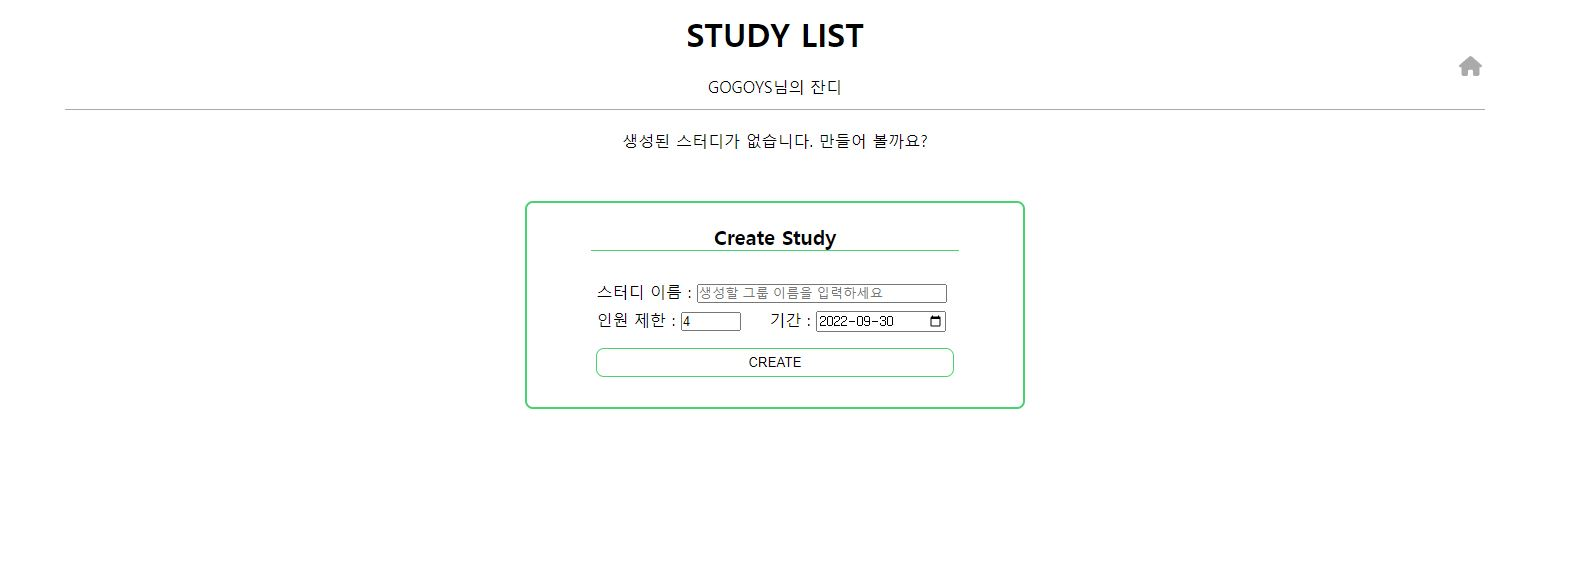 STUDY LIST
GOGOYS님의 잔디
생성된 스터디가 없습니다. 만들어 볼까요?
Create Study
스터디 이름 : 생성할 그룹 이름을 입력하세요
인원 제한 : 4 기간 : 2022-09-30
CREATE